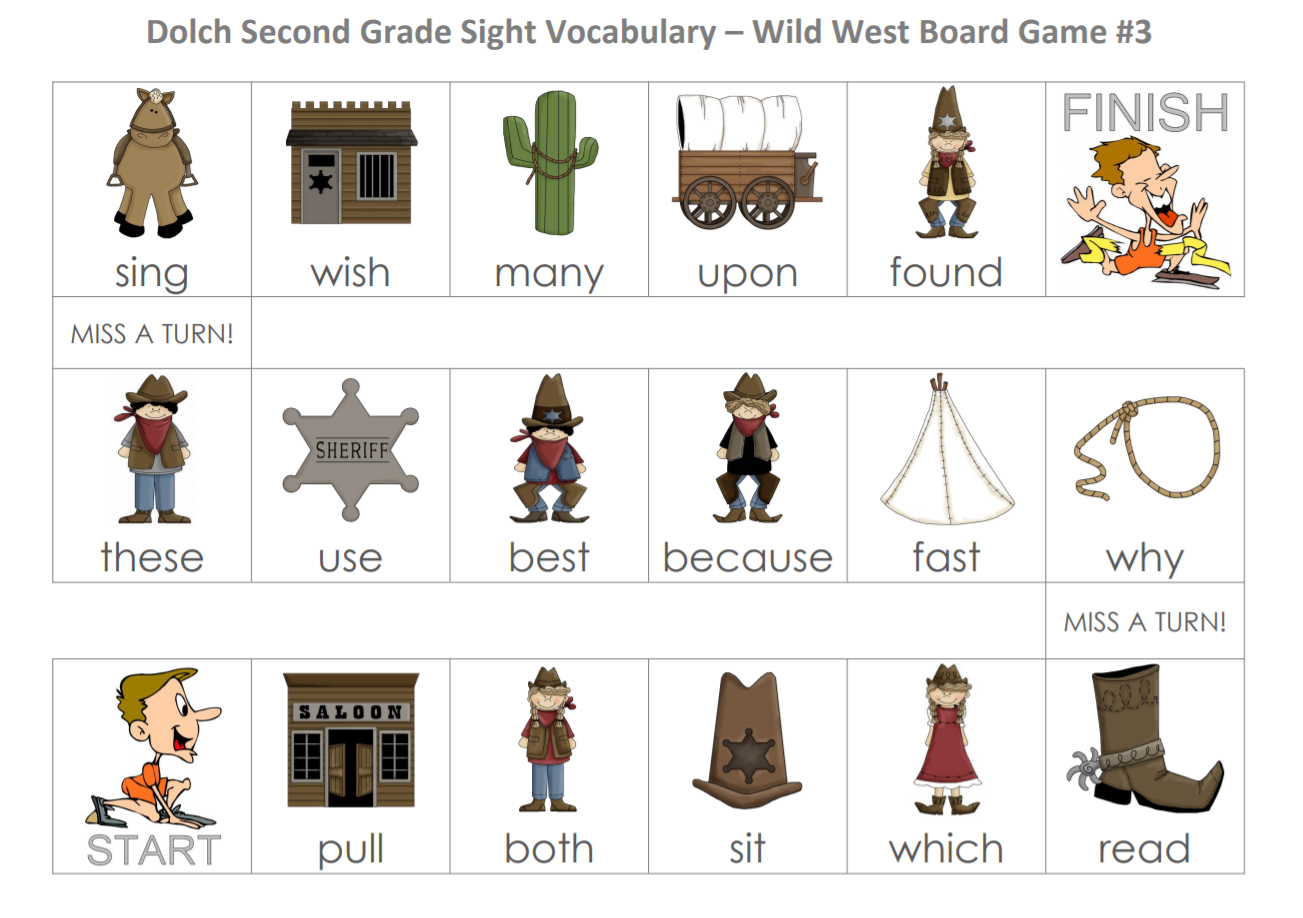 Dolch Second Grade Sight Vocabulary – Wild West Board Game #3
FINISH
sing wish many upon found
MISS A TURN!
SHERIFF
these use best because fast why
MISS A TURN!
SALOON
START
pull both sit which read